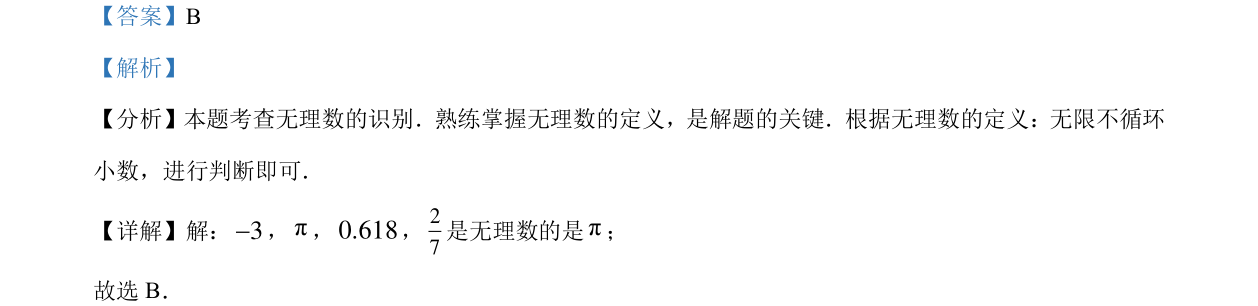 【答案】B
【解析】
【分析】本题考查无理数的识别．熟练掌握无理数的定义，是解题的关键．根据无理数的定义：无限不循环
小数，进行判断即可．
【详解】解：−3，π，0.618，2/7是无理数的是π；
故选 B．